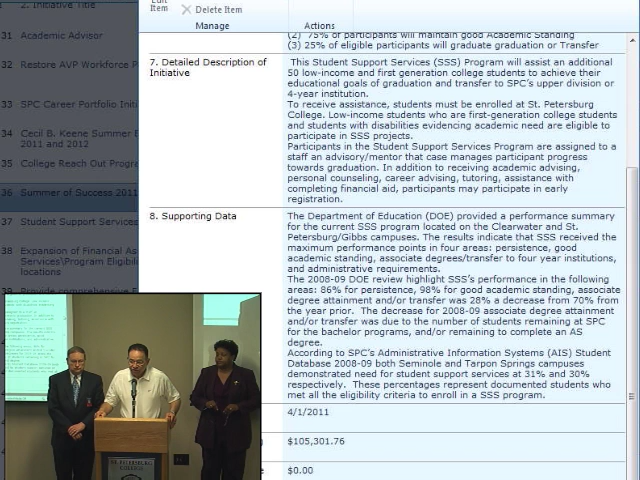 Edit
2. Initiative Title
Item
Delete Item
Manage
Actions
31 Academic Advisor
(2) 75% of participants will maintain good Academic Standing
(3) 25% of eligible participants will graduate graduation or Transfer
7. Detailed Description of
Initiative
This Student Support Services (SSS) Program will assist an additional
50 low-income and first generation college students to achieve their
educational goals of graduation and transfer to SPC's upper division or
4-year institution.
To receive assistance, students must be enrolled at St. Petersburg
College. Low-income students who are first-generation college students
and students with disabilities evidencing academic need are eligible to
participate in SSS projects.
Participants in the Student Support Services Program are assigned to a
staff an advisory/mentor that case manages participant progress
towards graduation. In addition to receiving academic advising,
personal counseling, career advising, tutoring, assistance with
completing financial aid, participants may participate in early
registration.
32 Restore AVP Workforce P
33 SPC Career Portfolio Initi
34 Cecil B. Keene Summer
2011 and 2012
35 College Reach Out Progra
36 Summer of Success 2011
37 Student Support Services
38 Expansion of Financial As
Services\Program Eligibil
locations
39 Provide comprehensive
8. Supporting Data
The Department of Education (DOE) provided a performance summary
for the current SSS program located on the Clearwater and St.
Petersburg/Gibbs campuses. The results indicate that SSS received the
maximum performance points in four areas: persistence, good
academic standing, associate degrees/transfer to four year institutions,
and administrative requirements.
The 2008-09 DOE review highlight SSS's performance in the following
areas: 86% for persistence, 98% for good academic standing, associate
degree attainment and/or transfer was 28% a decrease from 70% from
the year prior. The decrease for 2008-09 associate degree attainment
and/or transfer was due to the number of students remaining at SPC
for the bachelor programs, and/or remaining to complete an AS
degree.
According to SPC's Administrative Information Systems (AIS) Student
Database 2008-09 both Seminole and Tarpon Springs campuses
demonstrated need for student support services at 31% and 30%
respectively. These percentages represent documented students who
met all the eligibility criteria to enroll in a SSS program.
4/1/2011
$105,301.76
$0.00
ST. PETERSBURG
COLLEGE